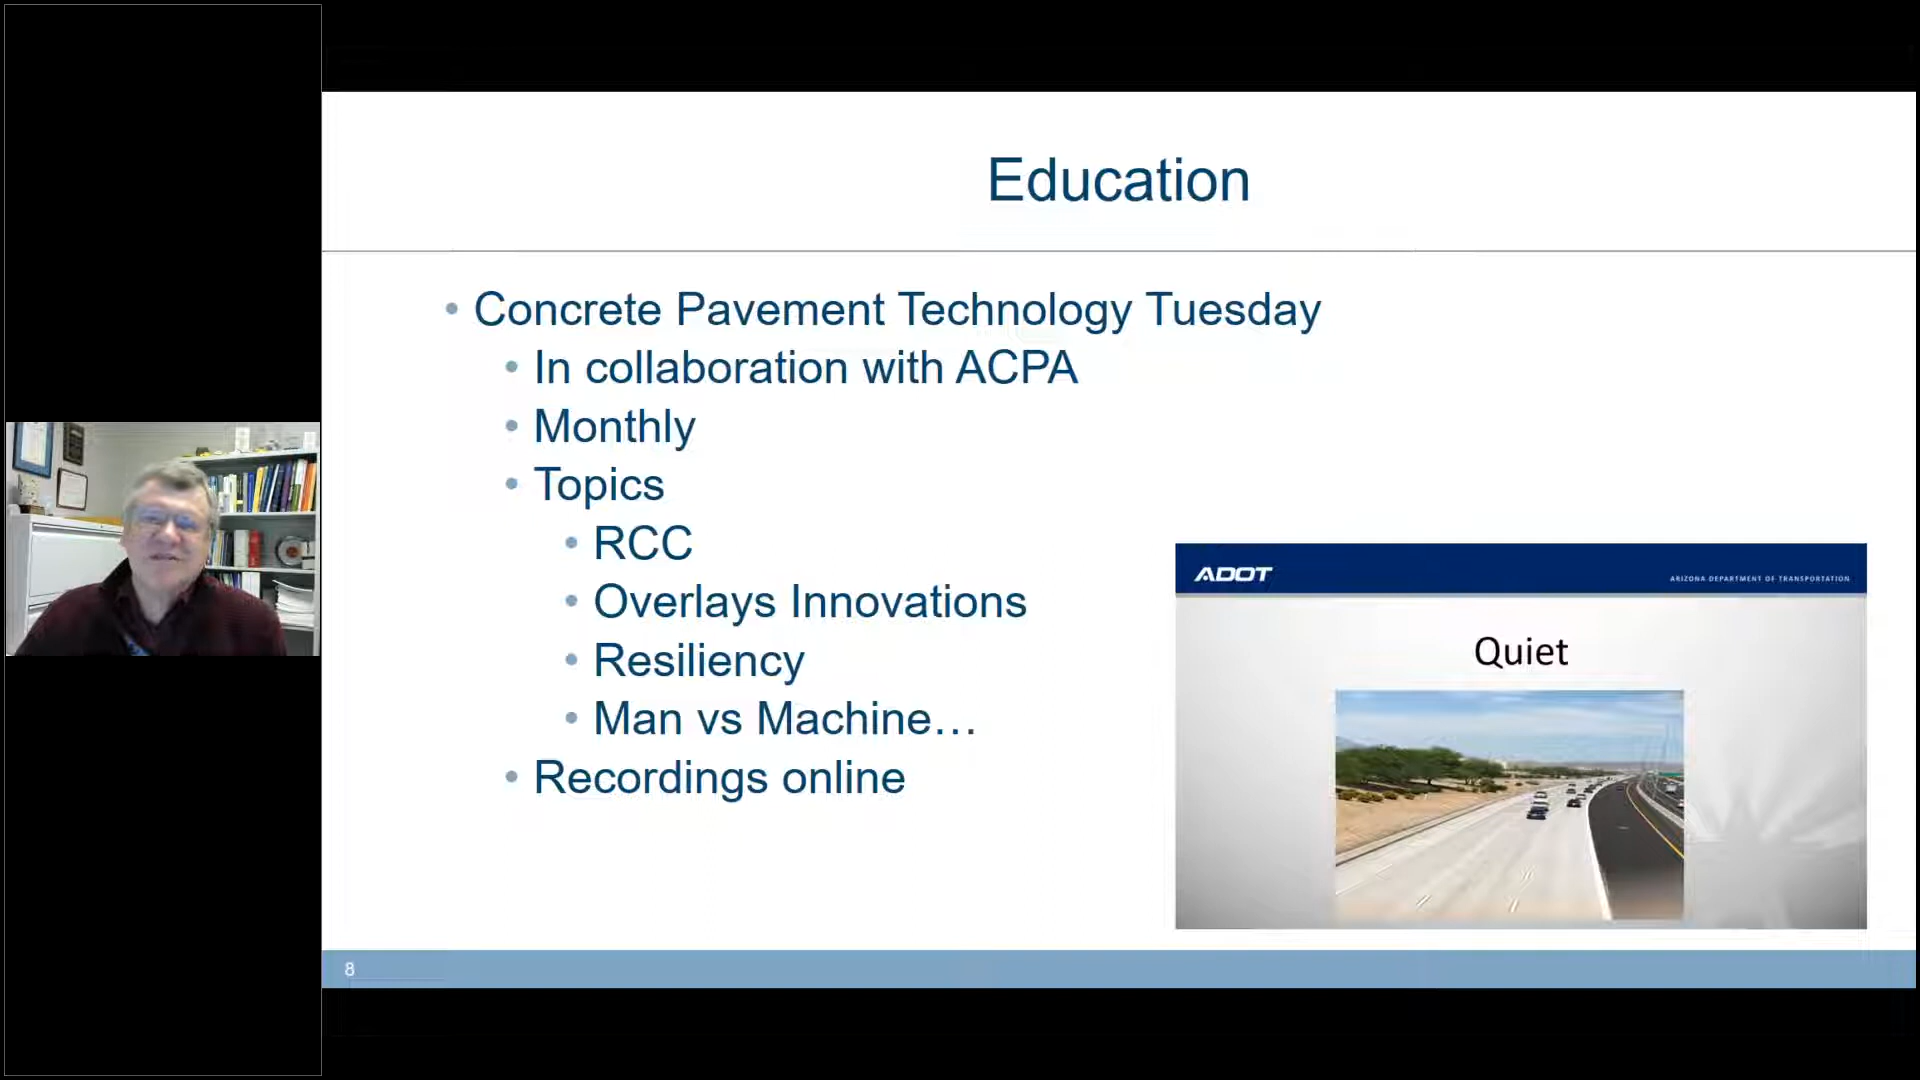 Education
Concrete Pavement Technology Tuesday
In collaboration with ACPA
Monthly
Topics
RCC
Overlays Innovations
Resiliency
Man vs Machine…
Recordings online
ADOT
ARIZONA DEPARTMENT OF TRANSPORTATION
Quiet
8